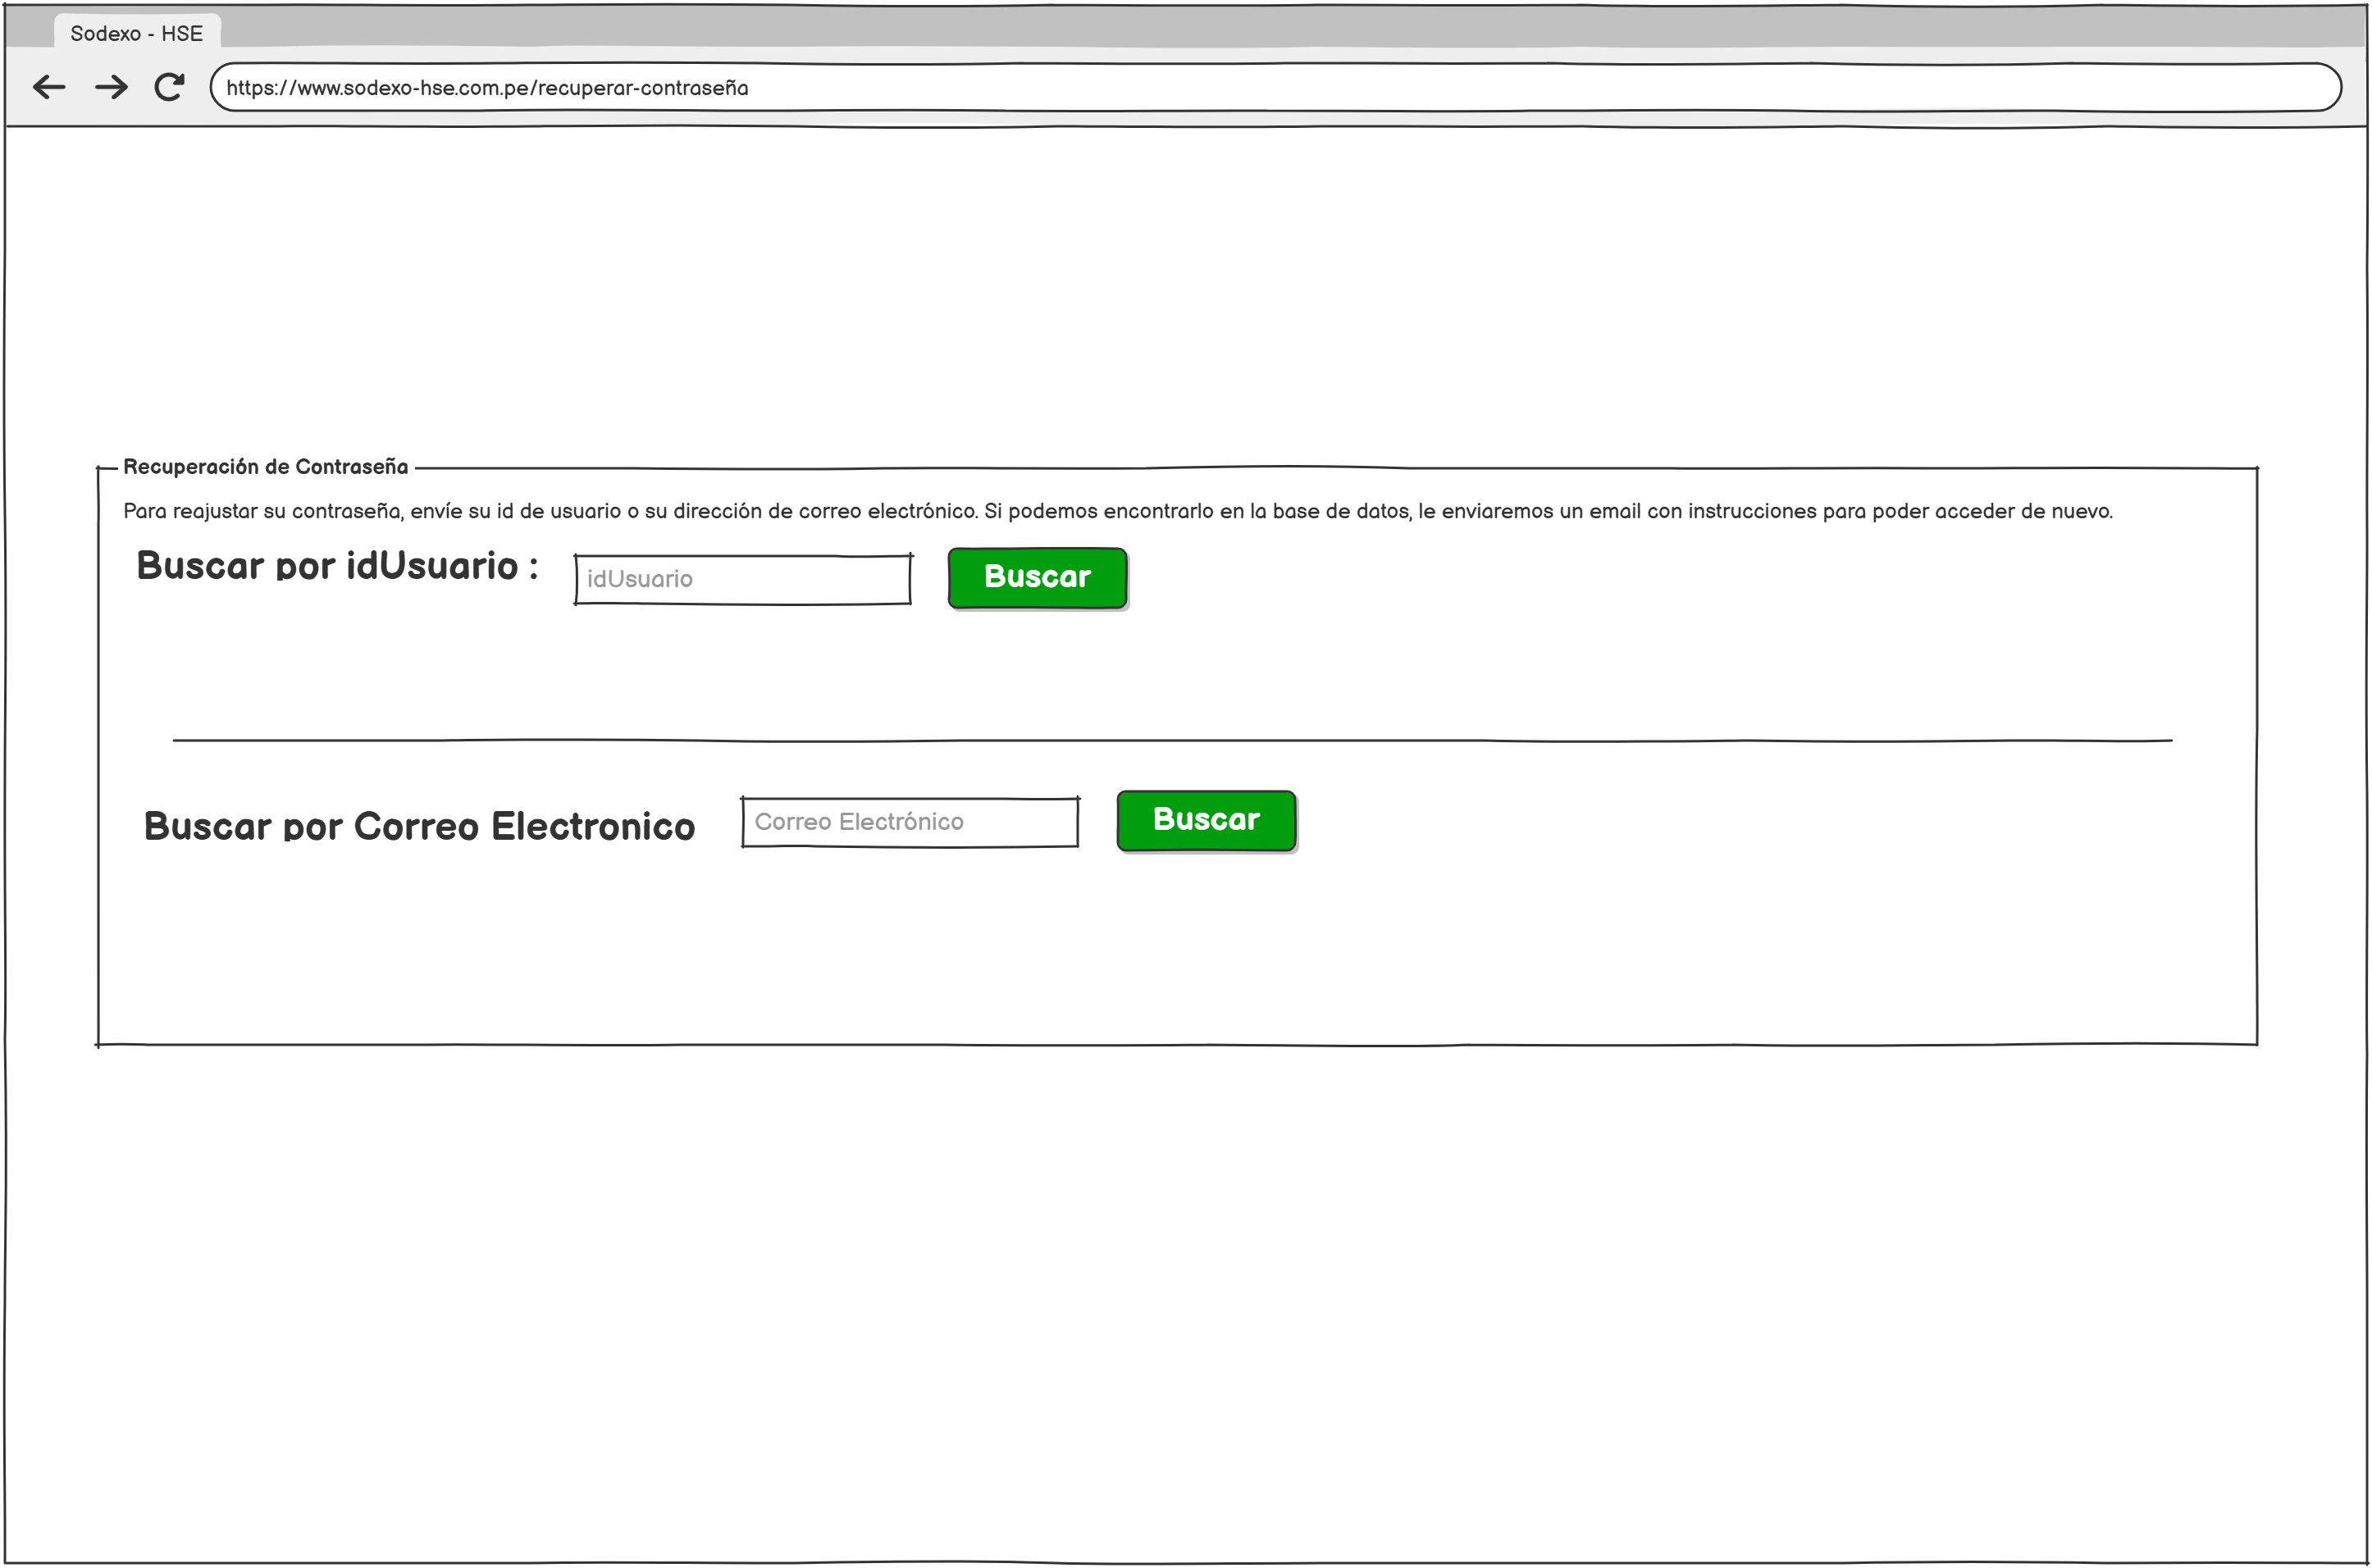 Sodexo - HSE
https://www.sodexo-hse.com.pe/recuperar-contraseña
Recuperación de Contraseña
Para reajustar su contraseña, envíe su id de usuario o su dirección de correo electrónico. Si podemos encontrarlo en la base de datos, le enviaremos un email con instrucciones para poder acceder de nuevo.
Buscar por idUsuario : idUsuario Buscar
Buscar por Correo Electronico Correo Electrónico Buscar